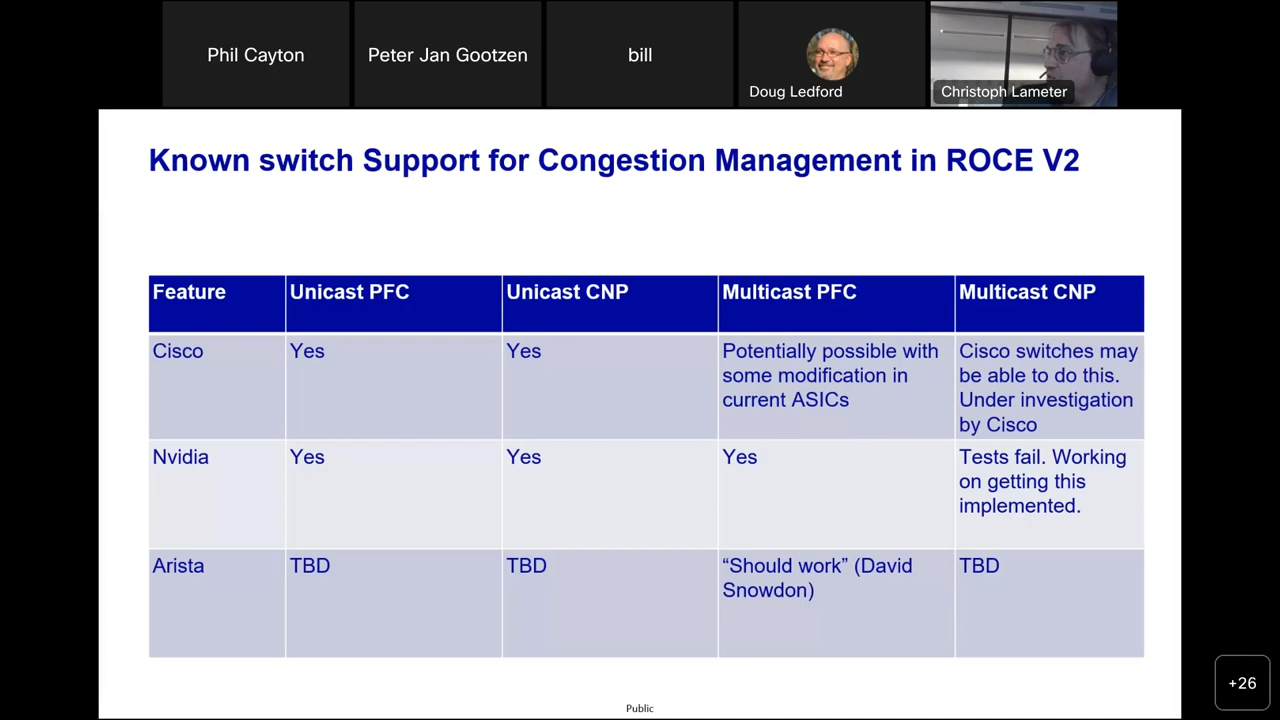 Phil Cayton
Peter Jan Gootzen
bill
Doug Ledford
Christoph Lameter
Known switch Support for Congestion Management in ROCE V2
Feature
Unicast PFC
Unicast CNP
Multicast PFC
Multicast CNP
Cisco
Yes
Yes
Potentially possible with
some modification in
current ASICs
Cisco switches may
be able to do this.
Under investigation
by Cisco
Nvidia
Yes
Yes
Yes
Tests fail. Working
on getting this
implemented.
Arista
TBD
TBD
“Should work” (David
Snowdon)
TBD
Public
+26